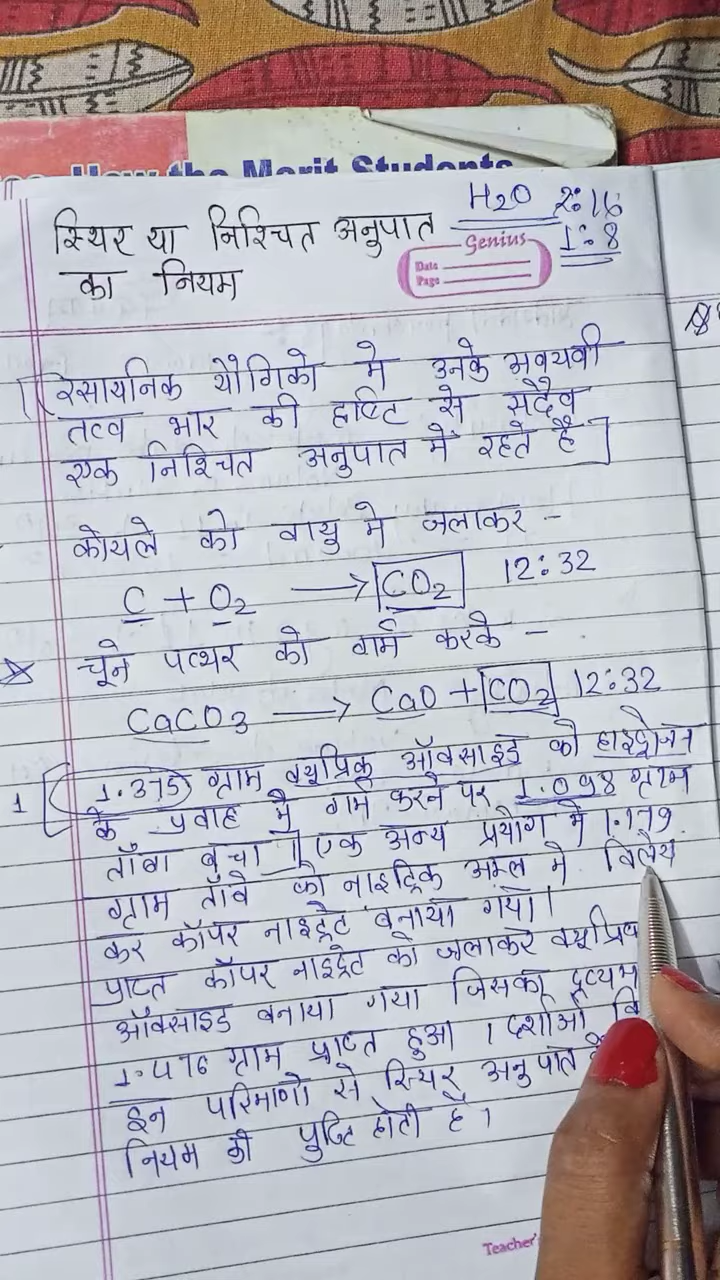 How the Merit Students
H₂O 2:16
स्थिर या निश्चित अनुपात 1:8
का नियम
Genius
Date
Page
रसायनिक यौगिको मे उनके अवयवी
तत्व भार की दृष्टि से सदैव
एक निश्चित अनुपात में रहते है
कोयले को वायु मे जलाकर -
C + O₂ → CO₂ 12:32
चूने पत्थर को गर्म करके -
CaCO₃ → CaO + CO₂ 12:32
1 1.375 ग्राम क्यूप्रिक ऑक्साइड को हाइड्रोजन
के प्रवाह में गर्म करने पर 1.098 ग्राम
ताँबा बचा । एक अन्य प्रयोग में 1.179
ग्राम ताँबे को नाइट्रिक अम्ल मे विलेय
कर कॉपर नाइट्रेट बनाया गया।
प्राप्त कॉपर नाइट्रेट को जलाकर
ऑक्साइड बनाया गया जिसका
1.476 ग्राम प्राप्त हुआ । दर्शाओ कि
इन परिमाणो से स्थिर अनुपात
नियम की पुष्टि होती है।
Teacher's